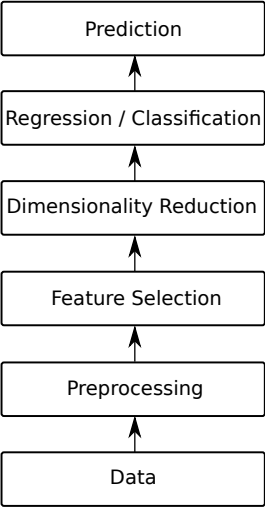 Prediction
Regression / Classification
Dimensionality Reduction
Feature Selection
Preprocessing
Data